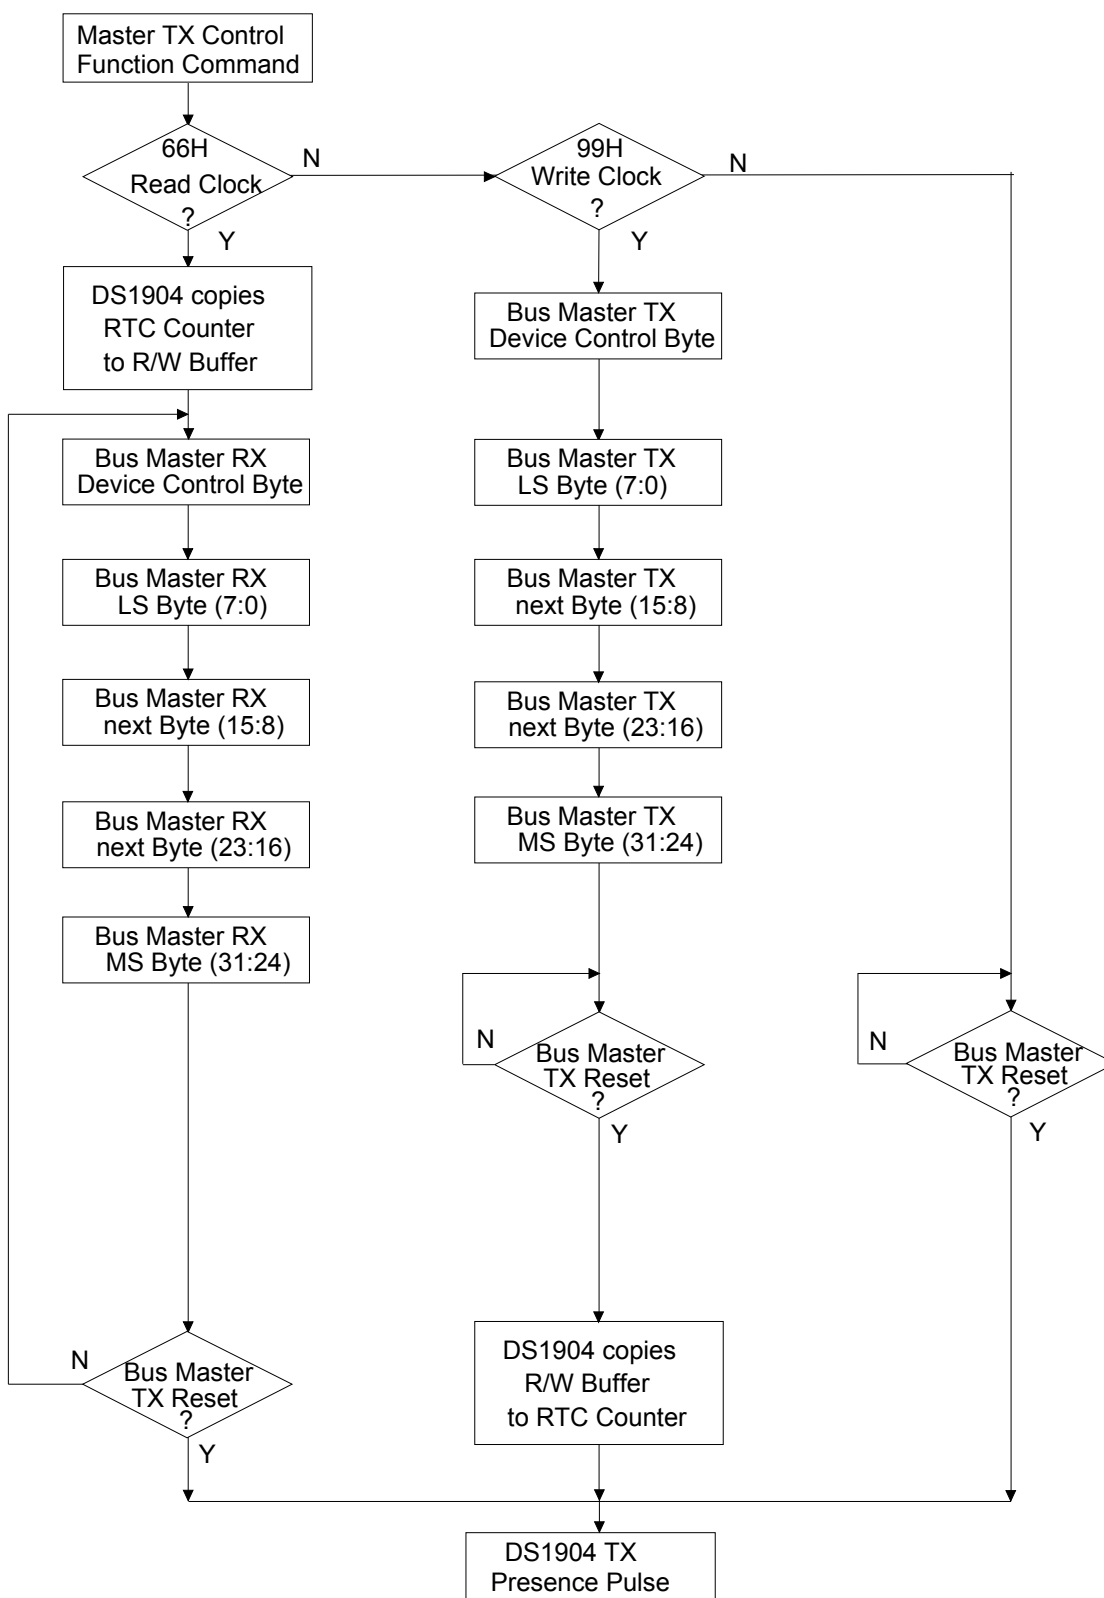 Master TX Control
Function Command
66H
Read Clock
?
N
Y
99H
Write Clock
?
N
Y
DS1904 copies
RTC Counter
to R/W Buffer
Bus Master RX
Device Control Byte
Bus Master RX
LS Byte (7:0)
Bus Master RX
next Byte (15:8)
Bus Master RX
next Byte (23:16)
Bus Master RX
MS Byte (31:24)
N
Bus Master
TX Reset
?
Y
Bus Master TX
Device Control Byte
Bus Master TX
LS Byte (7:0)
Bus Master TX
next Byte (15:8)
Bus Master TX
next Byte (23:16)
Bus Master TX
MS Byte (31:24)
N
Bus Master
TX Reset
?
Y
DS1904 copies
R/W Buffer
to RTC Counter
N
Bus Master
TX Reset
?
Y
DS1904 TX
Presence Pulse